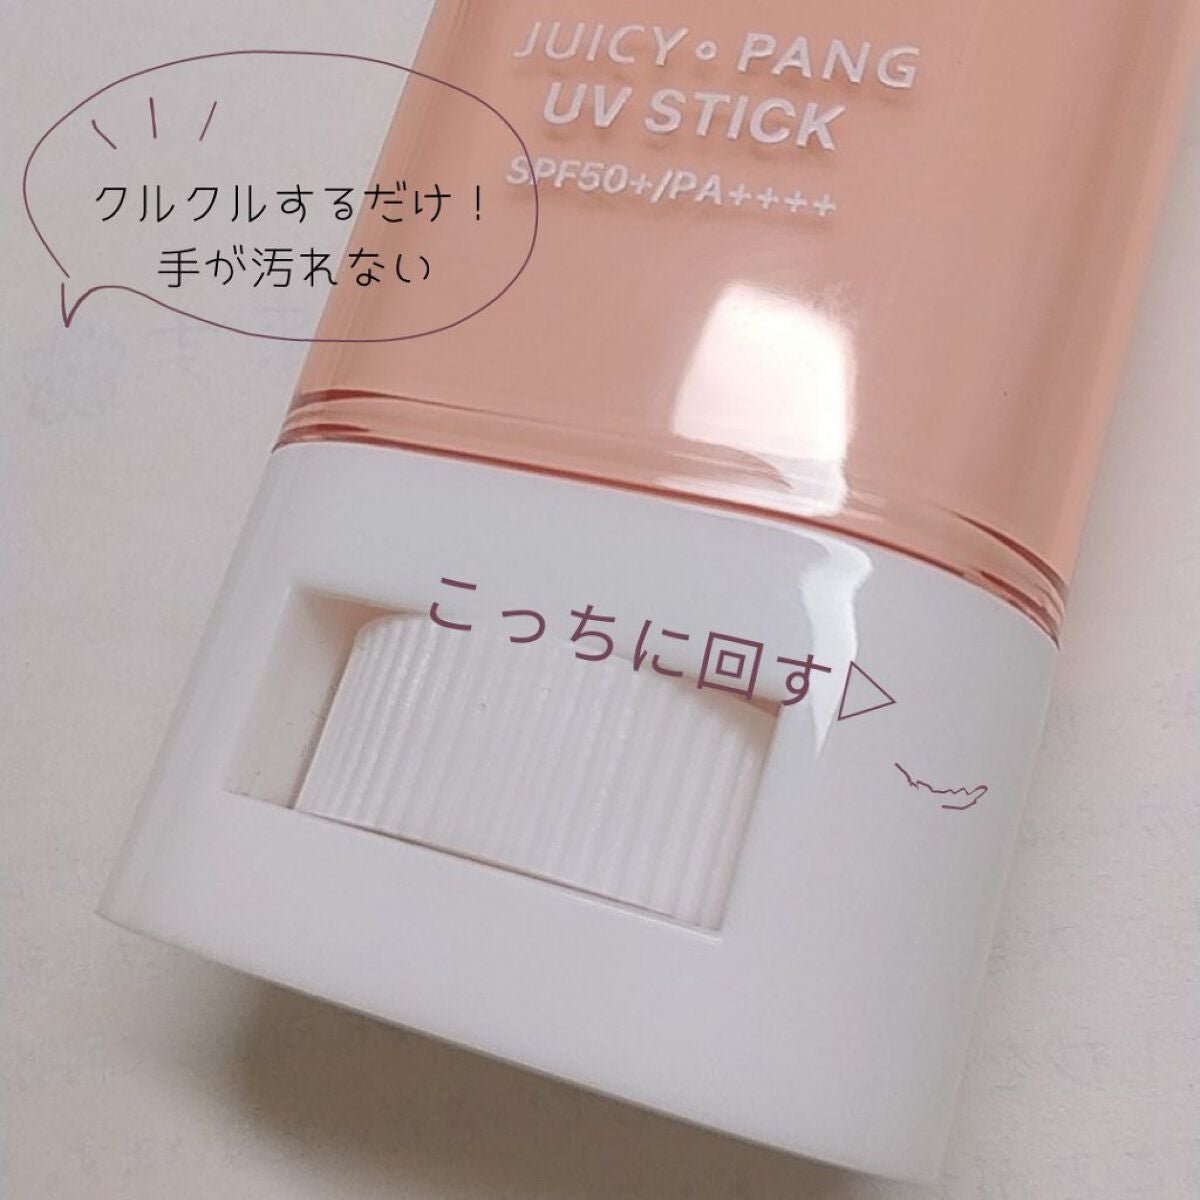 JUICY • PANG
UV STICK
SPF50+/PA++++
クルクルするだけ！
手が汚れない
こっちに回す▷